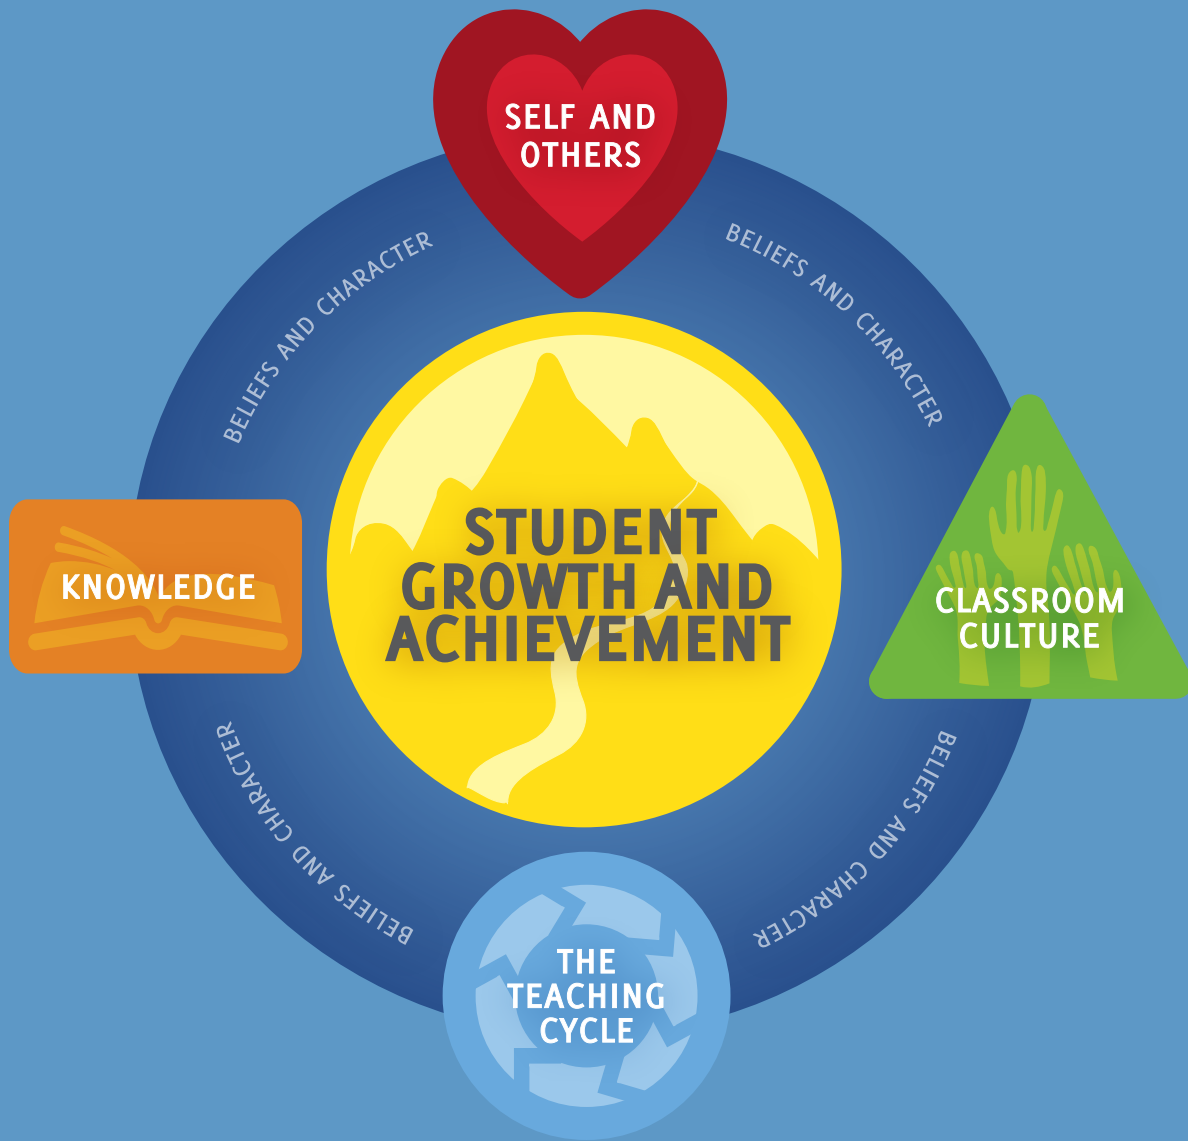 SELF AND
OTHERS
BELIEFS AND CHARACTER
BELIEFS AND CHARACTER
KNOWLEDGE
STUDENT
GROWTH AND
ACHIEVEMENT
CLASSROOM
CULTURE
BELIEFS AND CHARACTER
BELIEFS AND CHARACTER
THE
TEACHING
CYCLE